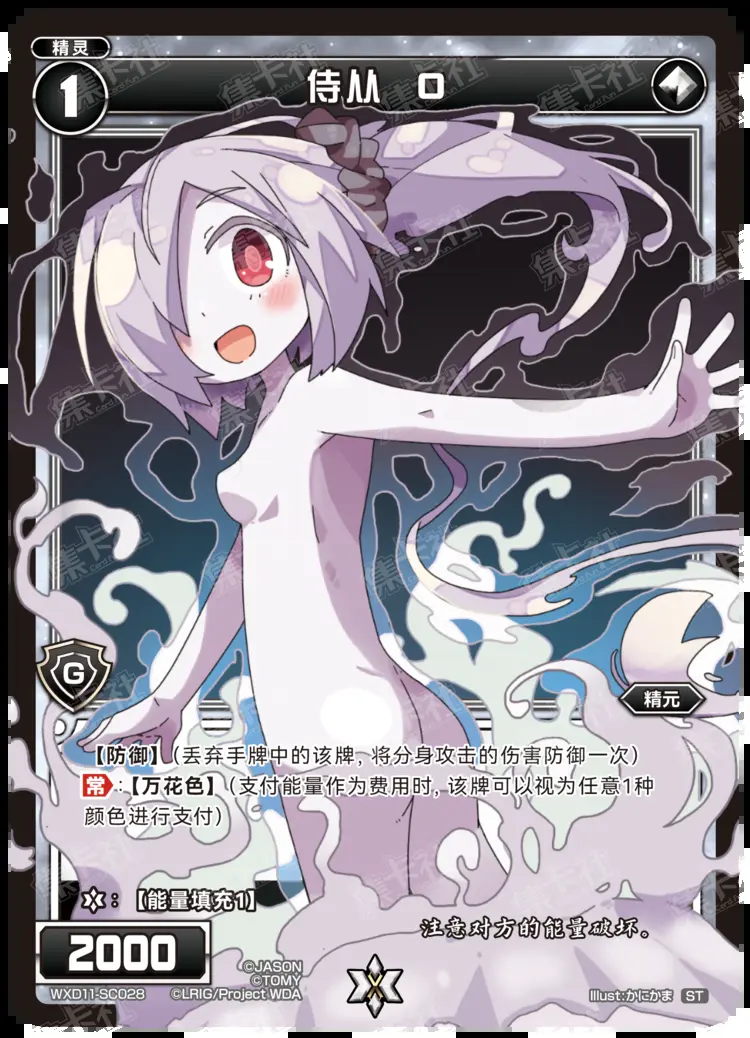 精灵
1
侍从 O
G
精元
【防御】（丢弃手牌中的该牌, 将分身攻击的伤害防御一次）
常：【万花色】（支付能量作为费用时, 该牌可以视为任意1种
颜色进行支付）
：【能量填充1】
注意对方的能量破坏。
2000
©JASON
©TOMY
WXD11-SC028 ©LRIG/Project WDA
Illust:かにかま ST
集卡社